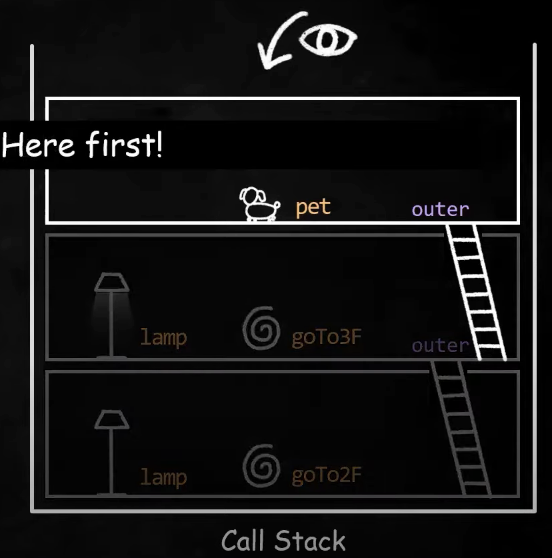 Here first!
pet
outer
lamp
goTo3F
outer
lamp
goTo2F
Call Stack